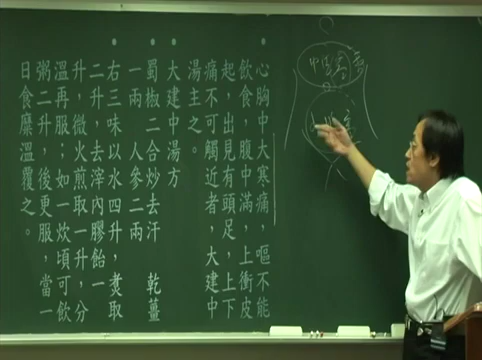 • 心胸中大寒痛，嘔不能
飲食，腹中滿，上衝皮
起，出見有頭足，上下
痛不可觸近者，大建中
湯主之。
• 大建中湯方
• 蜀椒二合炒去汗 乾薑
一兩 人參二兩
• 右三味以水四升，煑取
二升，去滓內膠飴一
升，微火煎取一升，分
溫再服；如一炊頃可飲
粥二升，後更服，當一
日食糜溫覆之。